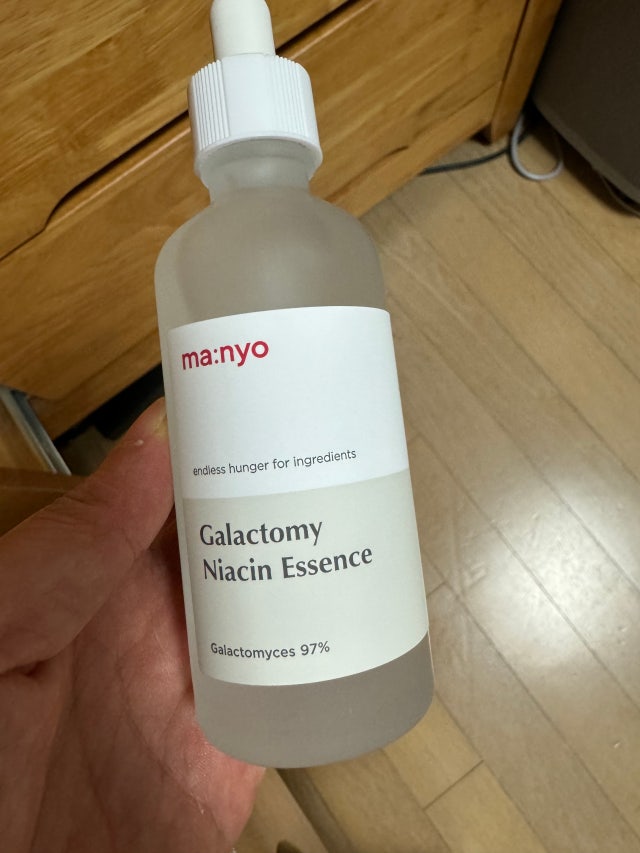 ma:nyo
endless hunger for ingredients
Galactomy
Niacin Essence
Galactomyces 97%